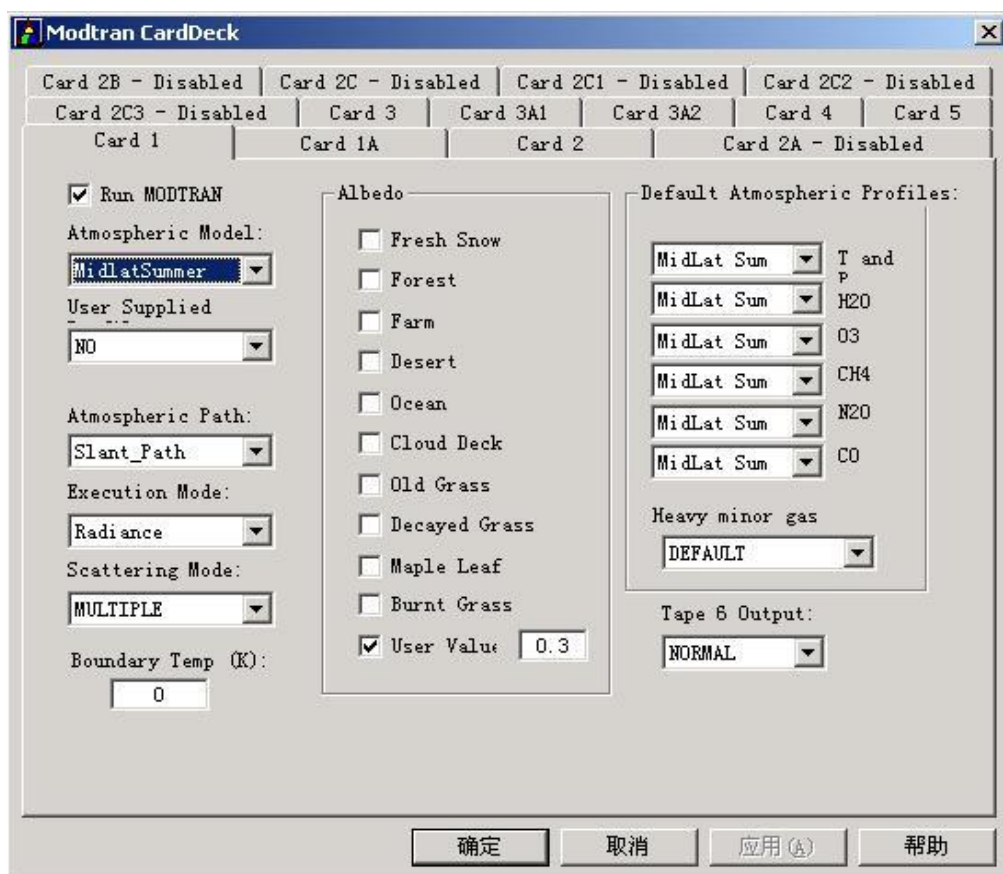 Modtran CardDeck
Card 2B - Disabled
Card 2C - Disabled
Card 2C1 - Disabled
Card 2C2 - Disabled
Card 2C3 - Disabled
Card 3
Card 3A1
Card 3A2
Card 4
Card 5
Card 1
Card 1A
Card 2
Card 2A - Disabled
Run MODTRAN
Atmospheric Model:
MidlatSummer
User Supplied
NO
Atmospheric Path:
Slant_Path
Execution Mode:
Radiance
Scattering Mode:
MULTIPLE
Boundary Temp (K):
0
Albedo
Fresh Snow
Forest
Farm
Desert
Ocean
Cloud Deck
Old Grass
Decayed Grass
Maple Leaf
Burnt Grass
User Value 0.3
Default Atmospheric Profiles:
MidLat Sum T and P
MidLat Sum H2O
MidLat Sum O3
MidLat Sum CH4
MidLat Sum N2O
MidLat Sum CO
Heavy minor gas
DEFAULT
Tape 6 Output:
NORMAL
确定
取消
应用(A)
帮助